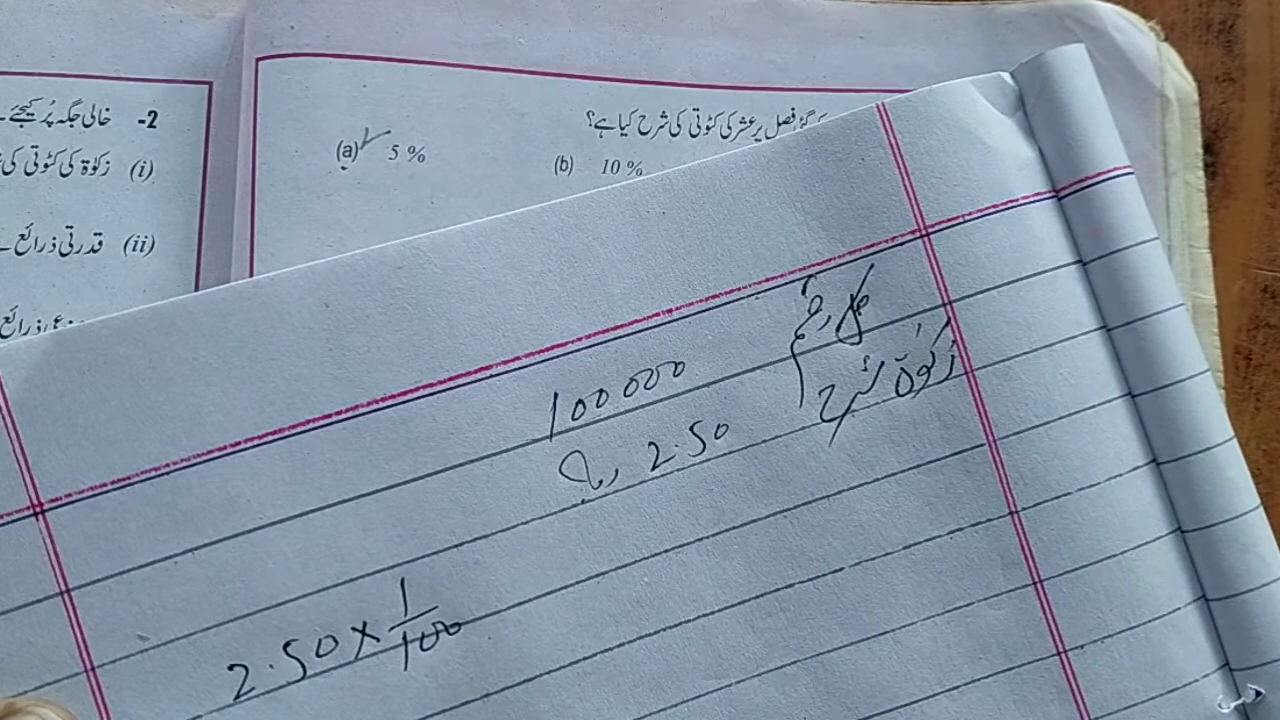 2- خالی جگہ پُر کیجئے۔
(i) زکوٰۃ کی کٹوتی کی
(ii) قدرتی ذرائع
ذرائع
فصل پر عشر کی کٹوتی کی شرح کیا ہے؟
(a) 5 %
(b) 10 %
کل رقم 100000
زکوٰۃ شرح 2.50 %
2.50 × 1/100